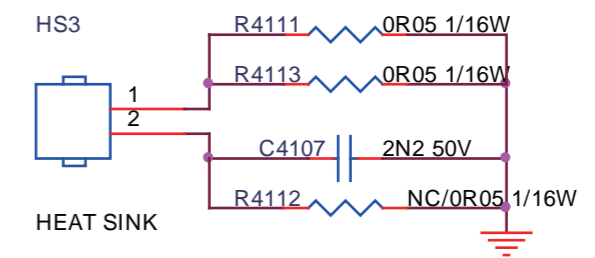 HS3
R4111 0R05 1/16W
R4113 0R05 1/16W
1
2
C4107 2N2 50V
R4112 NC/0R05 1/16W
HEAT SINK